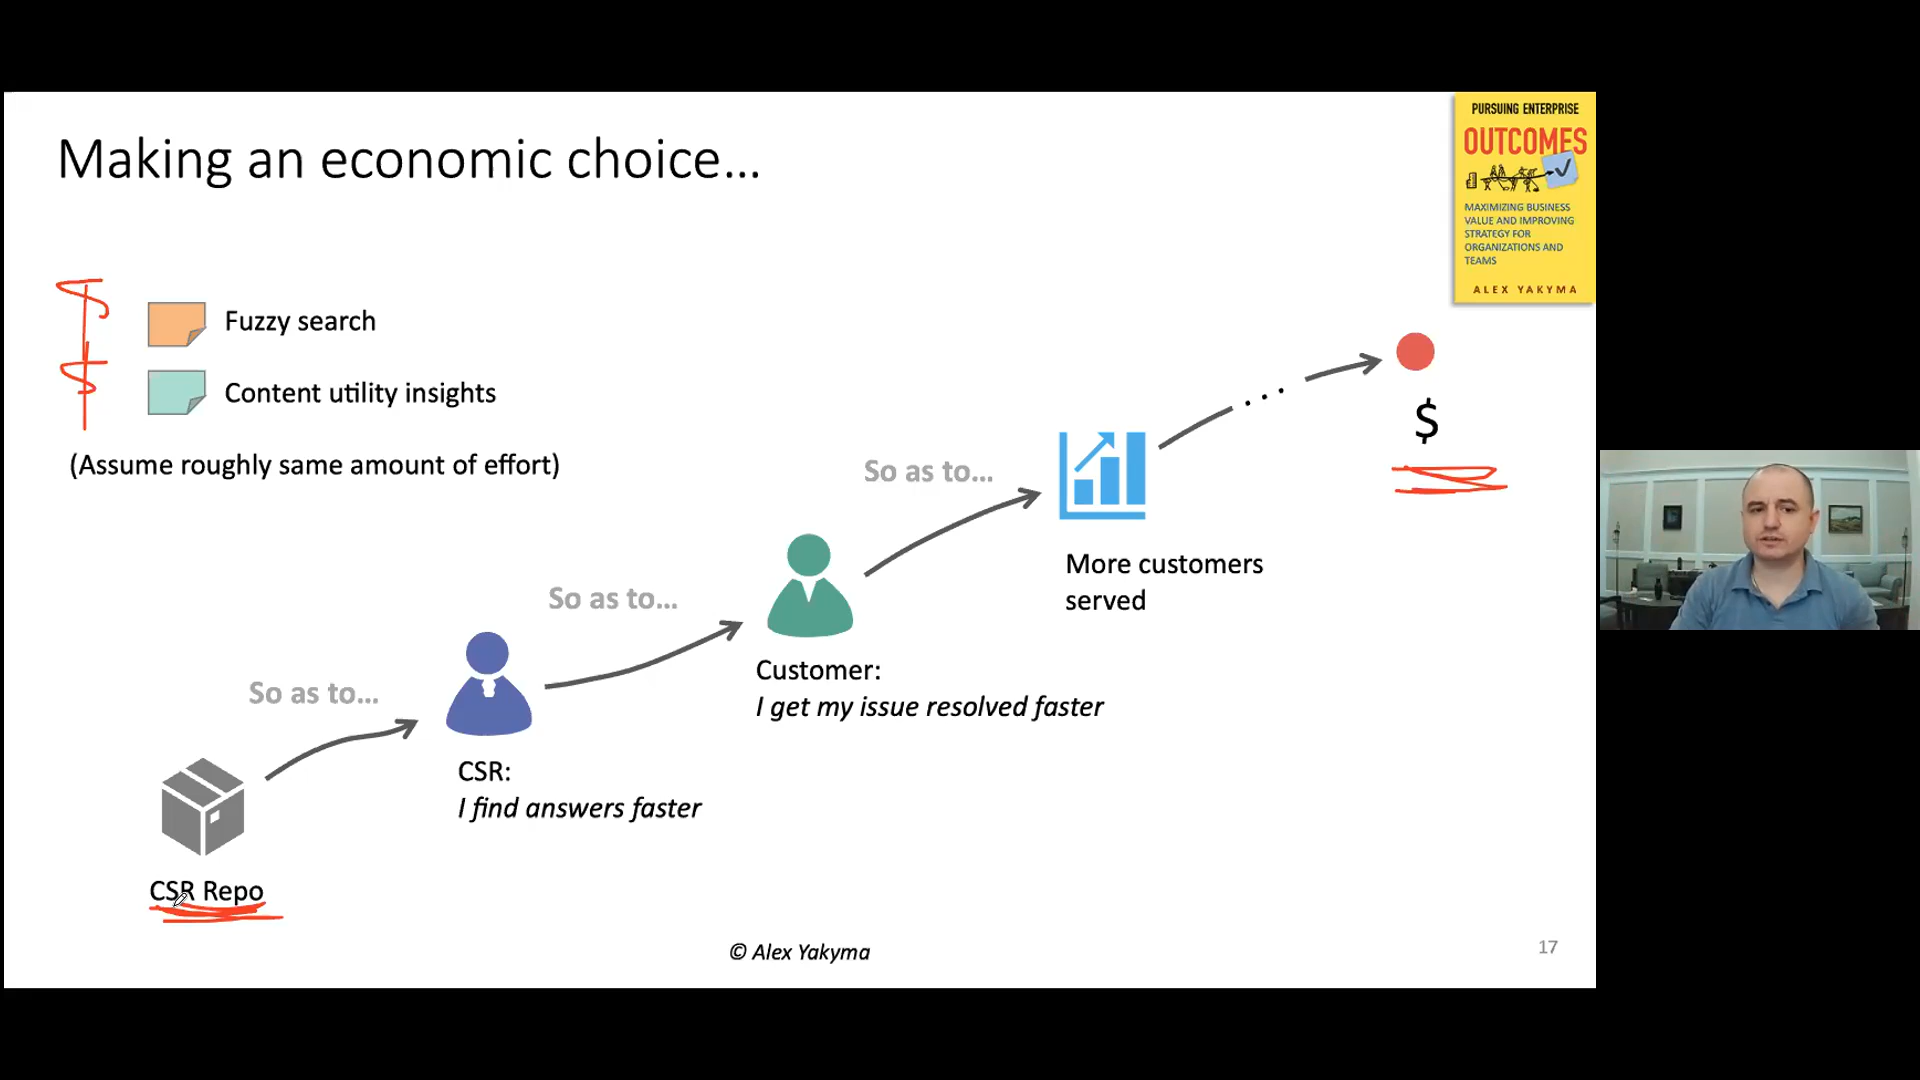 Making an economic choice...
PURSUING ENTERPRISE
OUTCOMES
MAXIMIZING BUSINESS
VALUE AND IMPROVING
STRATEGY FOR
ORGANIZATIONS AND
TEAMS
ALEX YAKYMA
Fuzzy search
Content utility insights
(Assume roughly same amount of effort)
$
So as to...
More customers
served
So as to...
Customer:
I get my issue resolved faster
So as to...
CSR:
I find answers faster
CSR Repo
© Alex Yakyma
17